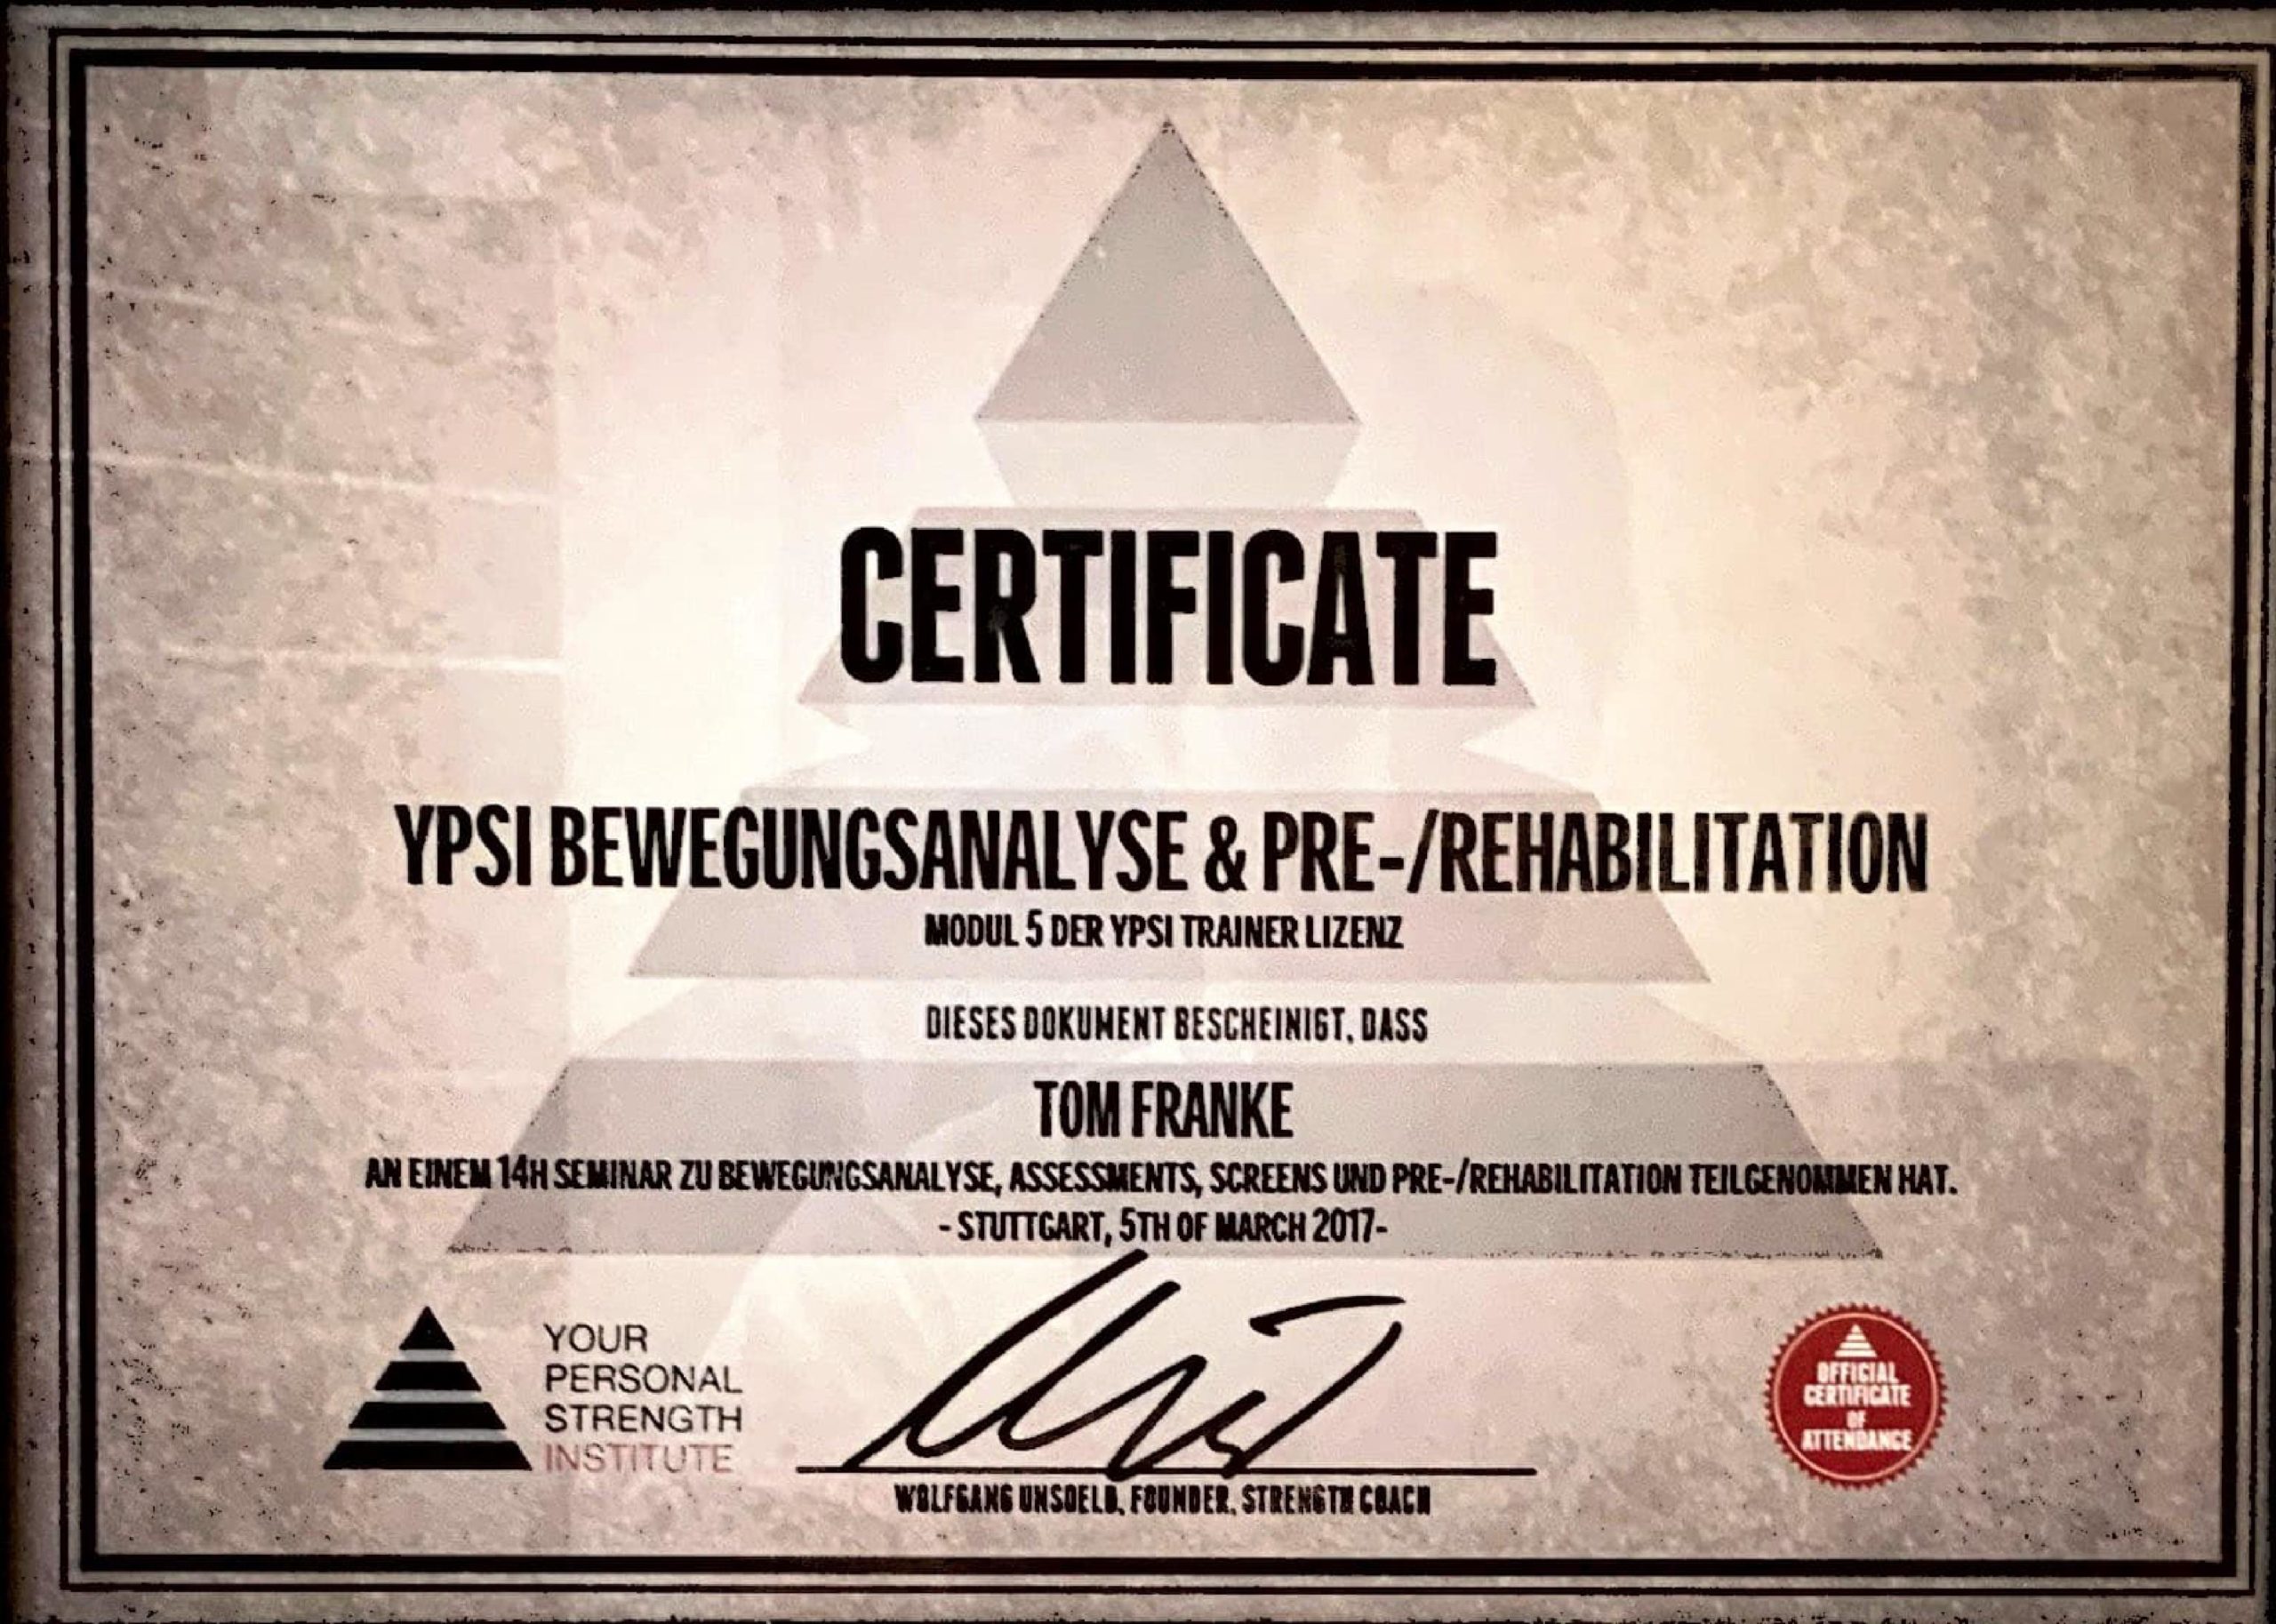 CERTIFICATE
YPSI BEWEGUNGSANALYSE & PRE-/REHABILITATION
MODUL 5 DER YPSI TRAINER LIZENZ
DIESES DOKUMENT BESCHEINIGT, DASS
TOM FRANKE
AN EINEM 14H SEMINAR ZU BEWEGUNGSANALYSE, ASSESSMENTS, SCREENS UND PRE-/REHABILITATION TEILGENOMMEN HAT.
- STUTTGART, 5TH OF MARCH 2017-
YOUR
PERSONAL
STRENGTH
INSTITUTE
WOLFGANG UNSOELD, FOUNDER, STRENGTH COACH
OFFICIAL
CERTIFICATE
OF
ATTENDANCE